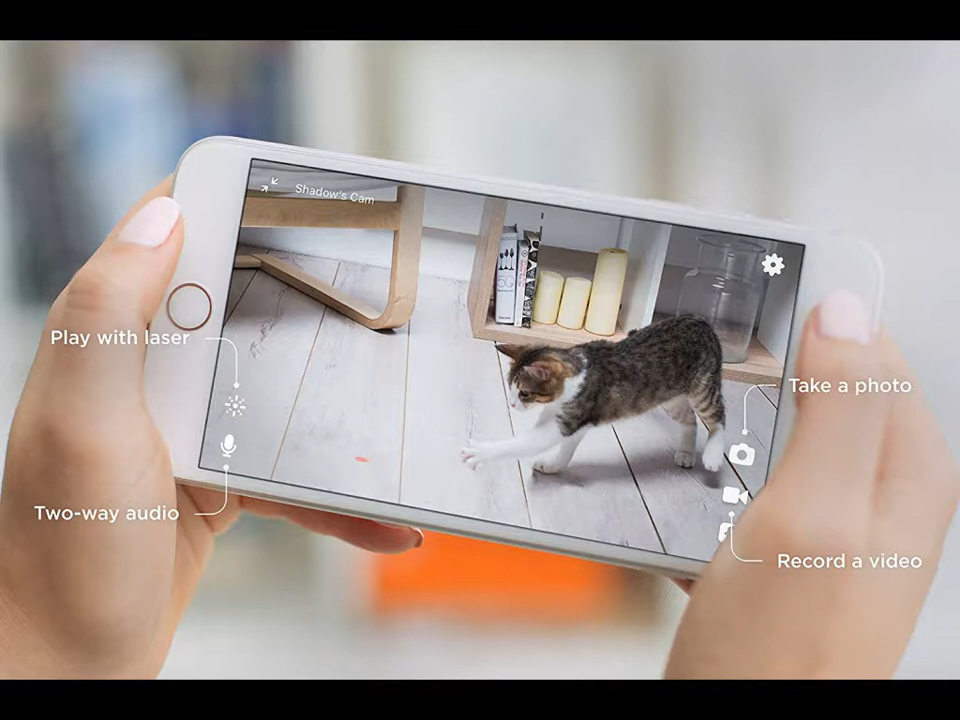 Shadow's Cam
Play with laser
Take a photo
Two-way audio
Record a video